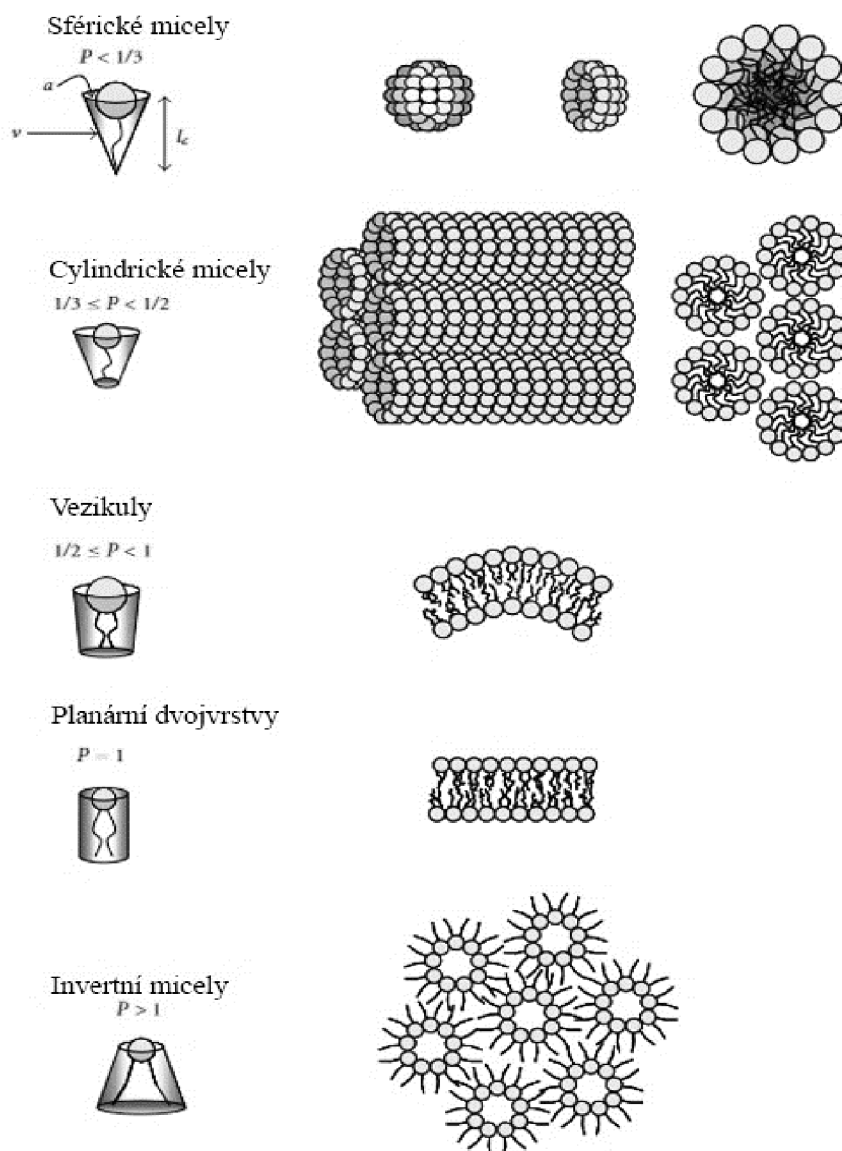 Sférické micely
P < 1/3
a
v
l_c
Cylindrické micely
1/3 ≤ P < 1/2
Vezikuly
1/2 ≤ P < 1
Planární dvojvrstvy
P = 1
Invertní micely
P > 1